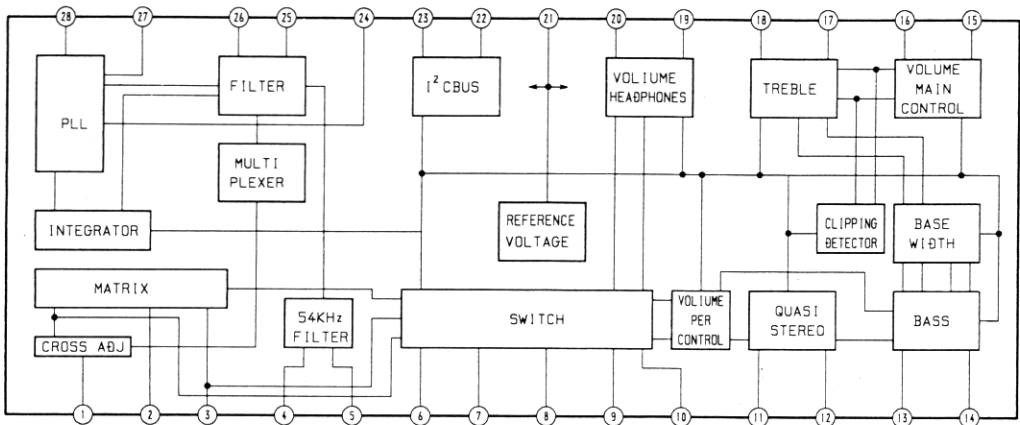 28 27 26 25 24 23 22 21 20 19 18 17 16 15
PLL
FILTER
I² CBUS
VOLIUME
HEADPHONES
TREBLE
VOLUME
MAIN
CONTROL
MULTI
PLEXER
INTEGRATOR
REFERENCE
VOLTAGE
CLIPPING
DETECTOR
BASE
WIDTH
MATRIX
CROSS ADJ
54KHz
FILTER
SWITCH
VOLIUME
PER
CONTROL
QUASI
STEREO
BASS
1 2 3 4 5 6 7 8 9 10 11 12 13 14